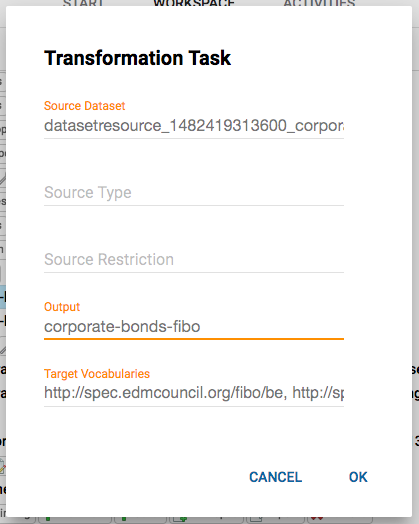 START WORKSPACE ACTIVITIES
Transformation Task
Source Dataset
datasetresource_1482419313600_corpora
Source Type
Source Restriction
Output
corporate-bonds-fibo
Target Vocabularies
http://spec.edmcouncil.org/fibo/be, http://sp
CANCEL OK